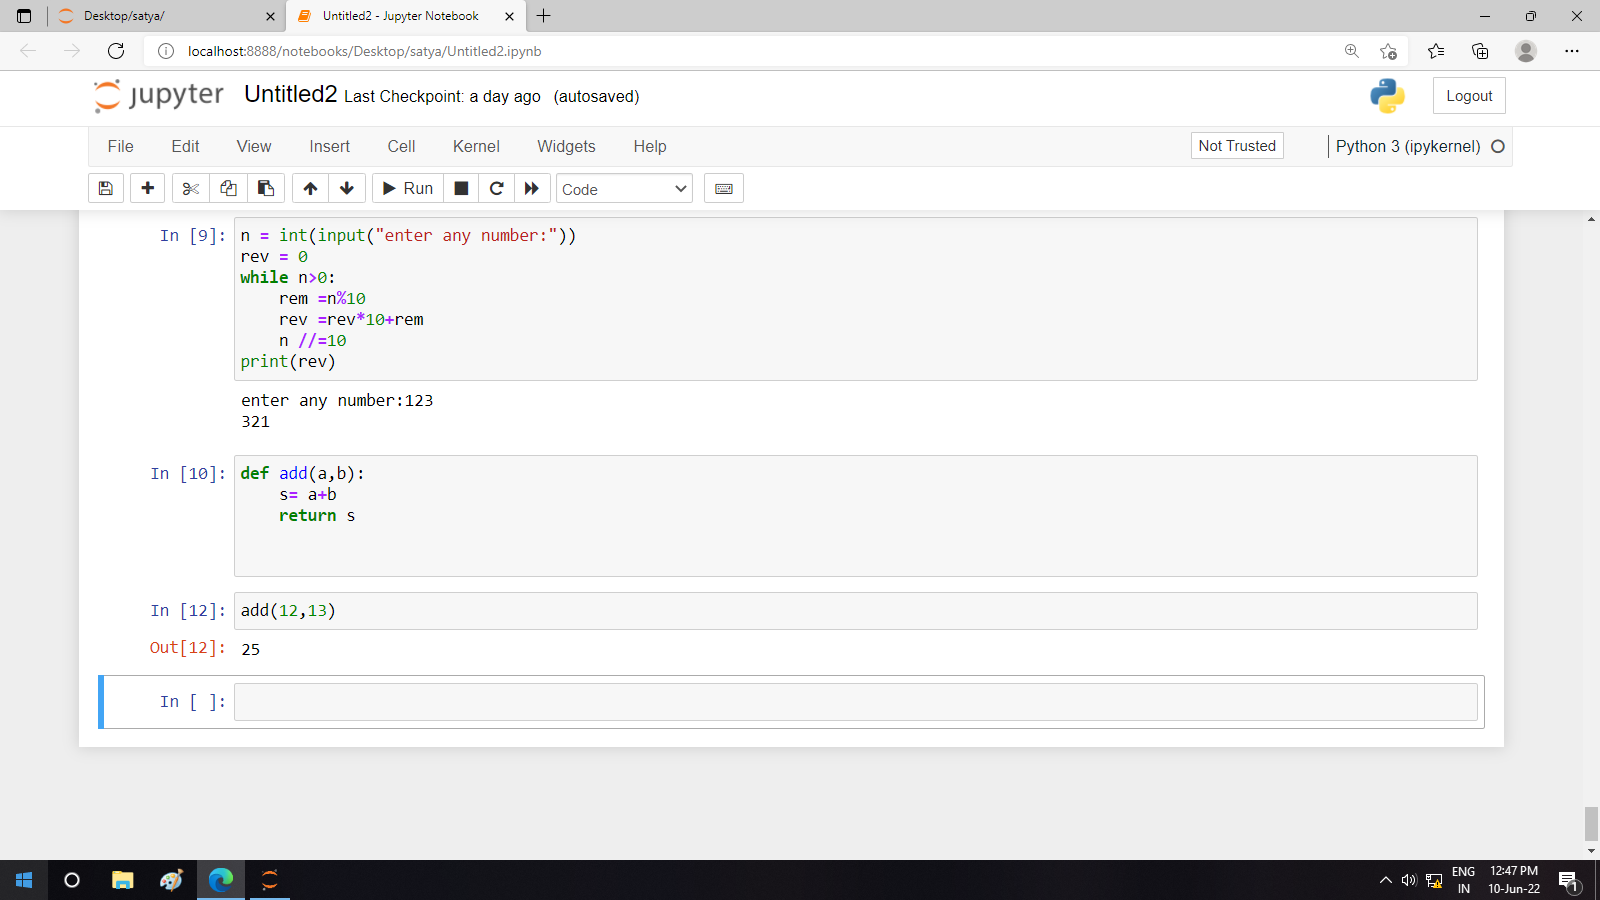 Desktop/satya/
Untitled2 - Jupyter Notebook
localhost:8888/notebooks/Desktop/satya/Untitled2.ipynb
jupyter Untitled2 Last Checkpoint: a day ago (autosaved)
Logout
File Edit View Insert Cell Kernel Widgets Help
Not Trusted
Python 3 (ipykernel)
Run
Code
In [9]: n = int(input("enter any number:"))
rev = 0
while n>0:
    rem =n%10
    rev =rev*10+rem
    n //=10
print(rev)
enter any number:123
321
In [10]: def add(a,b):
    s= a+b
    return s
In [12]: add(12,13)
Out[12]: 25
In [ ]:
ENG
IN
12:47 PM
10-Jun-22
1